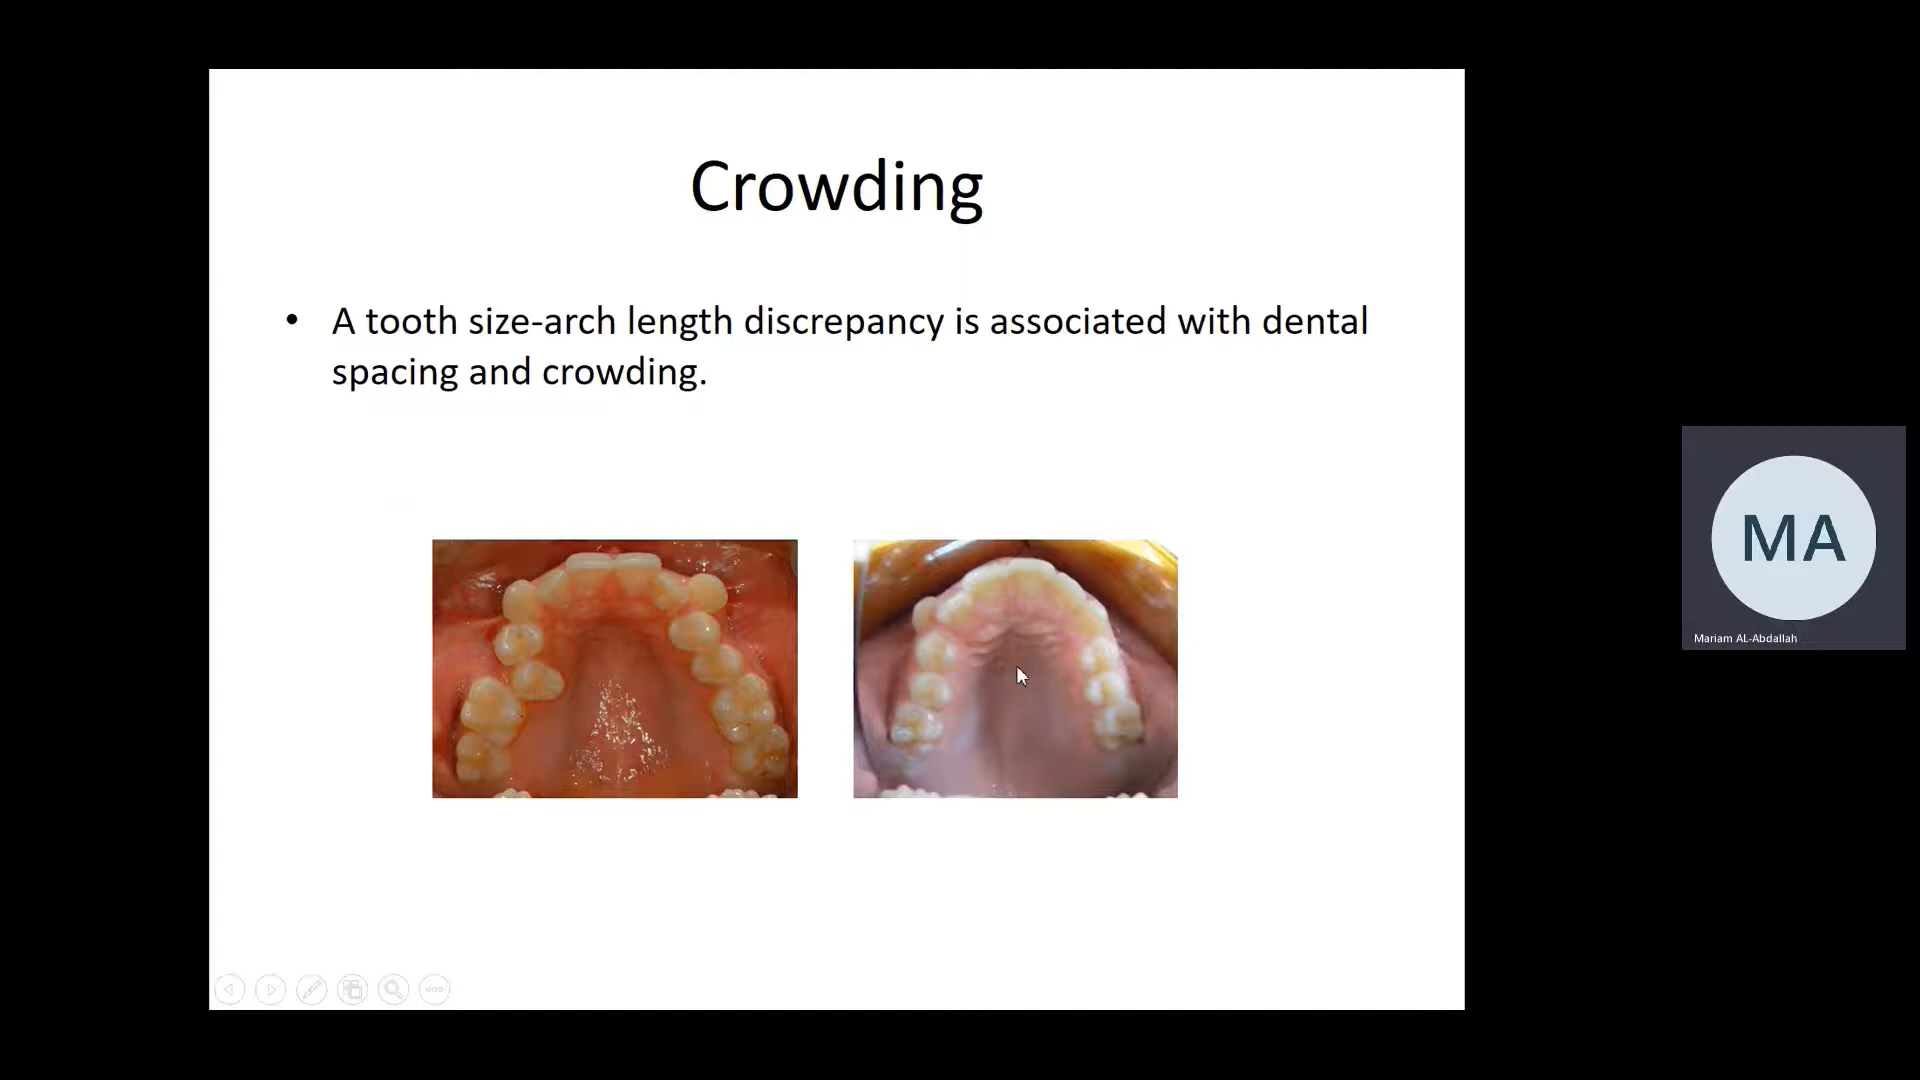 Crowding
• A tooth size-arch length discrepancy is associated with dental
spacing and crowding.
MA
Mariam AL-Abdallah